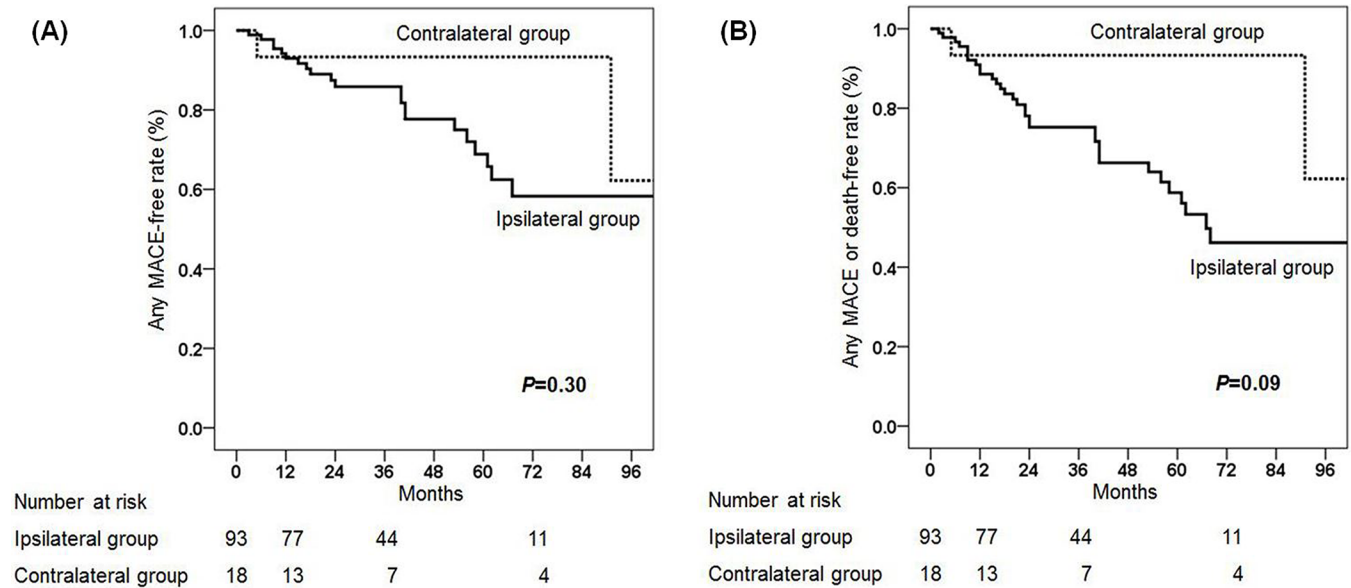 (A)
Any MACE-free rate (%)
1.0
0.8
0.6
0.4
0.2
0.0
Contralateral group
Ipsilateral group
P=0.30
0 12 24 36 48 60 72 84 96
Months
Number at risk
Ipsilateral group 93 77 44 11
Contralateral group 18 13 7 4
(B)
Any MACE or death-free rate (%)
1.0
0.8
0.6
0.4
0.2
0.0
Contralateral group
Ipsilateral group
P=0.09
0 12 24 36 48 60 72 84 96
Months
Number at risk
Ipsilateral group 93 77 44 11
Contralateral group 18 13 7 4